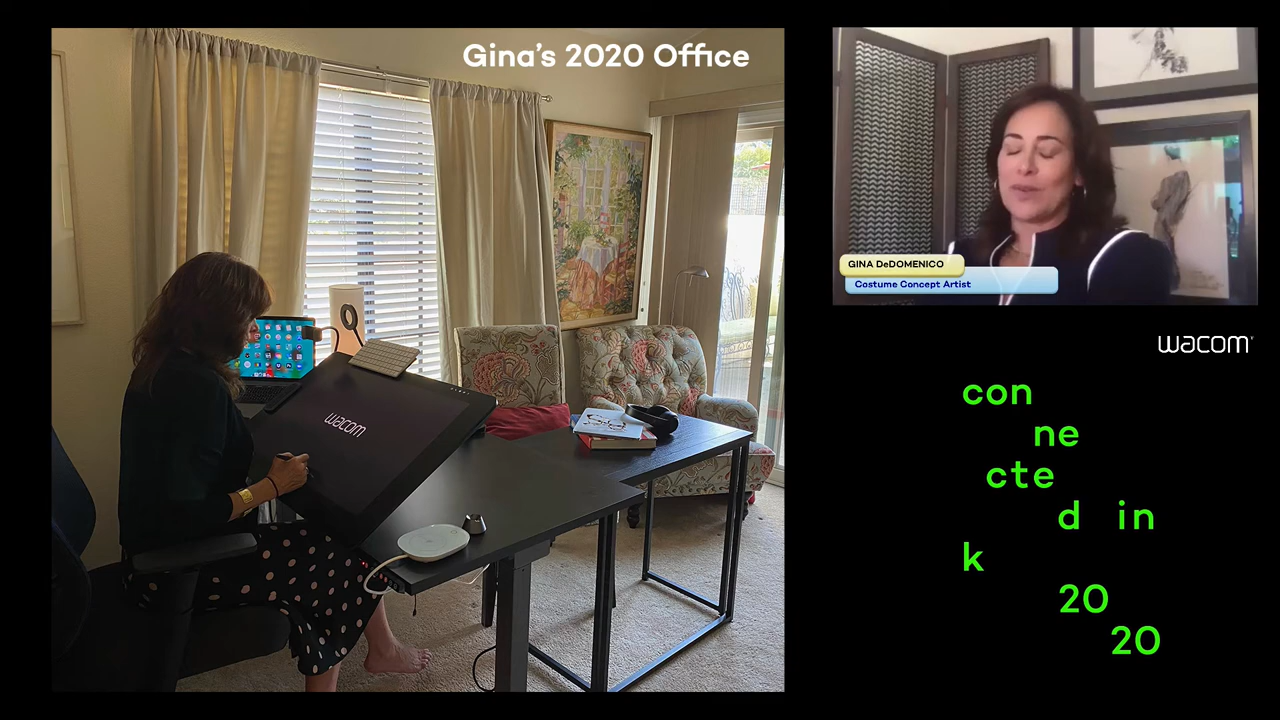 Gina's 2020 Office
wacom
GINA DeDOMENICO
Costume Concept Artist
wacom
con
ne
cte
d in
k
20
20